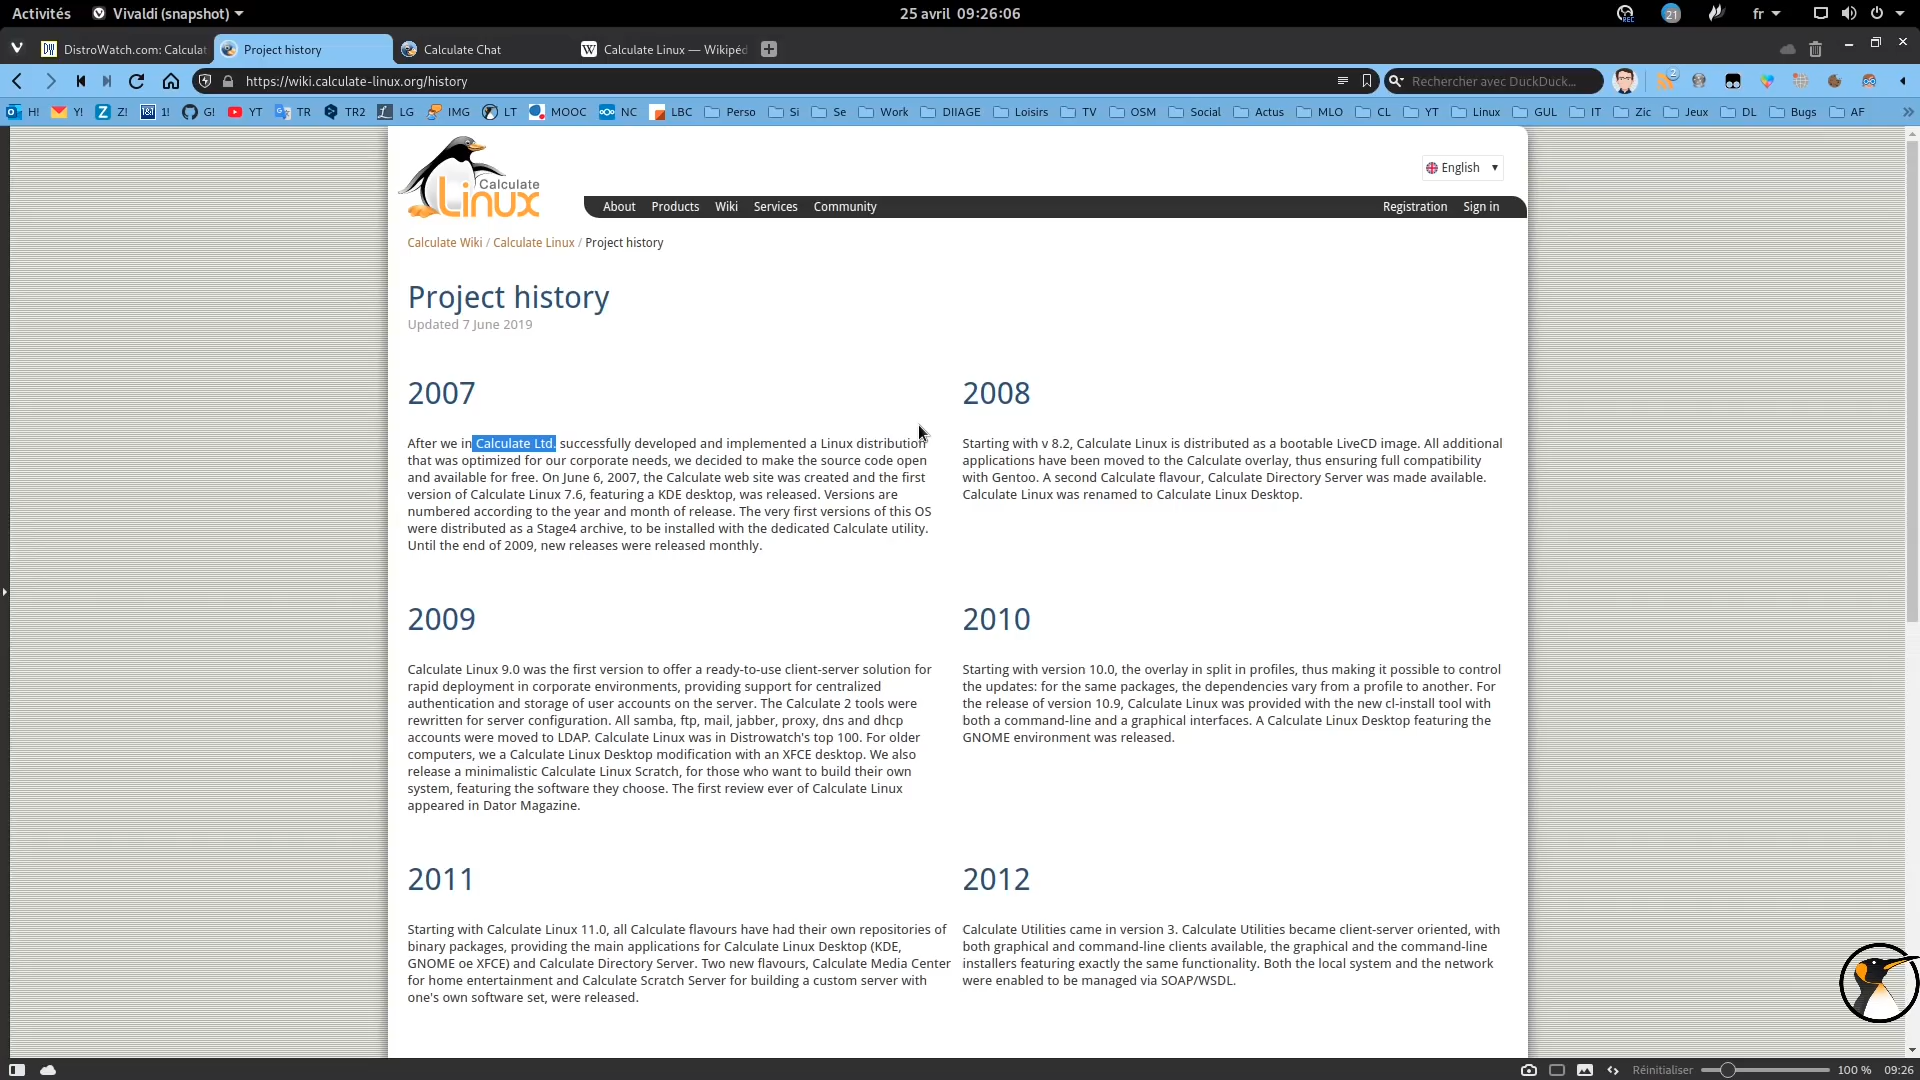 Activités Vivaldi (snapshot) 25 avril 09:26:06 21 fr
DistroWatch.com: Calculat Project history Calculate Chat Calculate Linux — Wikipéd
https://wiki.calculate-linux.org/history Rechercher avec DuckDuck... 2
H! Y! Z! 1! G! YT TR TR2 LG IMG LT MOOC NC LBC Perso Si Se Work DIIAGE Loisirs TV OSM Social Actus MLO CL YT Linux GUL IT Zic Jeux DL Bugs AF
Calculate
Linux
English
About Products Wiki Services Community Registration Sign in
Calculate Wiki / Calculate Linux / Project history
Project history
Updated 7 June 2019
2007
After we in Calculate Ltd. successfully developed and implemented a Linux distribution
that was optimized for our corporate needs, we decided to make the source code open
and available for free. On June 6, 2007, the Calculate web site was created and the first
version of Calculate Linux 7.6, featuring a KDE desktop, was released. Versions are
numbered according to the year and month of release. The very first versions of this OS
were distributed as a Stage4 archive, to be installed with the dedicated Calculate utility.
Until the end of 2009, new releases were released monthly.
2008
Starting with v 8.2, Calculate Linux is distributed as a bootable LiveCD image. All additional
applications have been moved to the Calculate overlay, thus ensuring full compatibility
with Gentoo. A second Calculate flavour, Calculate Directory Server was made available.
Calculate Linux was renamed to Calculate Linux Desktop.
2009
Calculate Linux 9.0 was the first version to offer a ready-to-use client-server solution for
rapid deployment in corporate environments, providing support for centralized
authentication and storage of user accounts on the server. The Calculate 2 tools were
rewritten for server configuration. All samba, ftp, mail, jabber, proxy, dns and dhcp
accounts were moved to LDAP. Calculate Linux was in Distrowatch's top 100. For older
computers, we a Calculate Linux Desktop modification with an XFCE desktop. We also
release a minimalistic Calculate Linux Scratch, for those who want to build their own
system, featuring the software they choose. The first review ever of Calculate Linux
appeared in Dator Magazine.
2010
Starting with version 10.0, the overlay in split in profiles, thus making it possible to control
the updates: for the same packages, the dependencies vary from a profile to another. For
the release of version 10.9, Calculate Linux was provided with the new cl-install tool with
both a command-line and a graphical interfaces. A Calculate Linux Desktop featuring the
GNOME environment was released.
2011
Starting with Calculate Linux 11.0, all Calculate flavours have had their own repositories of
binary packages, providing the main applications for Calculate Linux Desktop (KDE,
GNOME oe XFCE) and Calculate Directory Server. Two new flavours, Calculate Media Center
for home entertainment and Calculate Scratch Server for building a custom server with
one's own software set, were released.
2012
Calculate Utilities came in version 3. Calculate Utilities became client-server oriented, with
both graphical and command-line clients available, the graphical and the command-line
installers featuring exactly the same functionality. Both the local system and the network
were enabled to be managed via SOAP/WSDL.
Réinitialiser 100 % 09:26